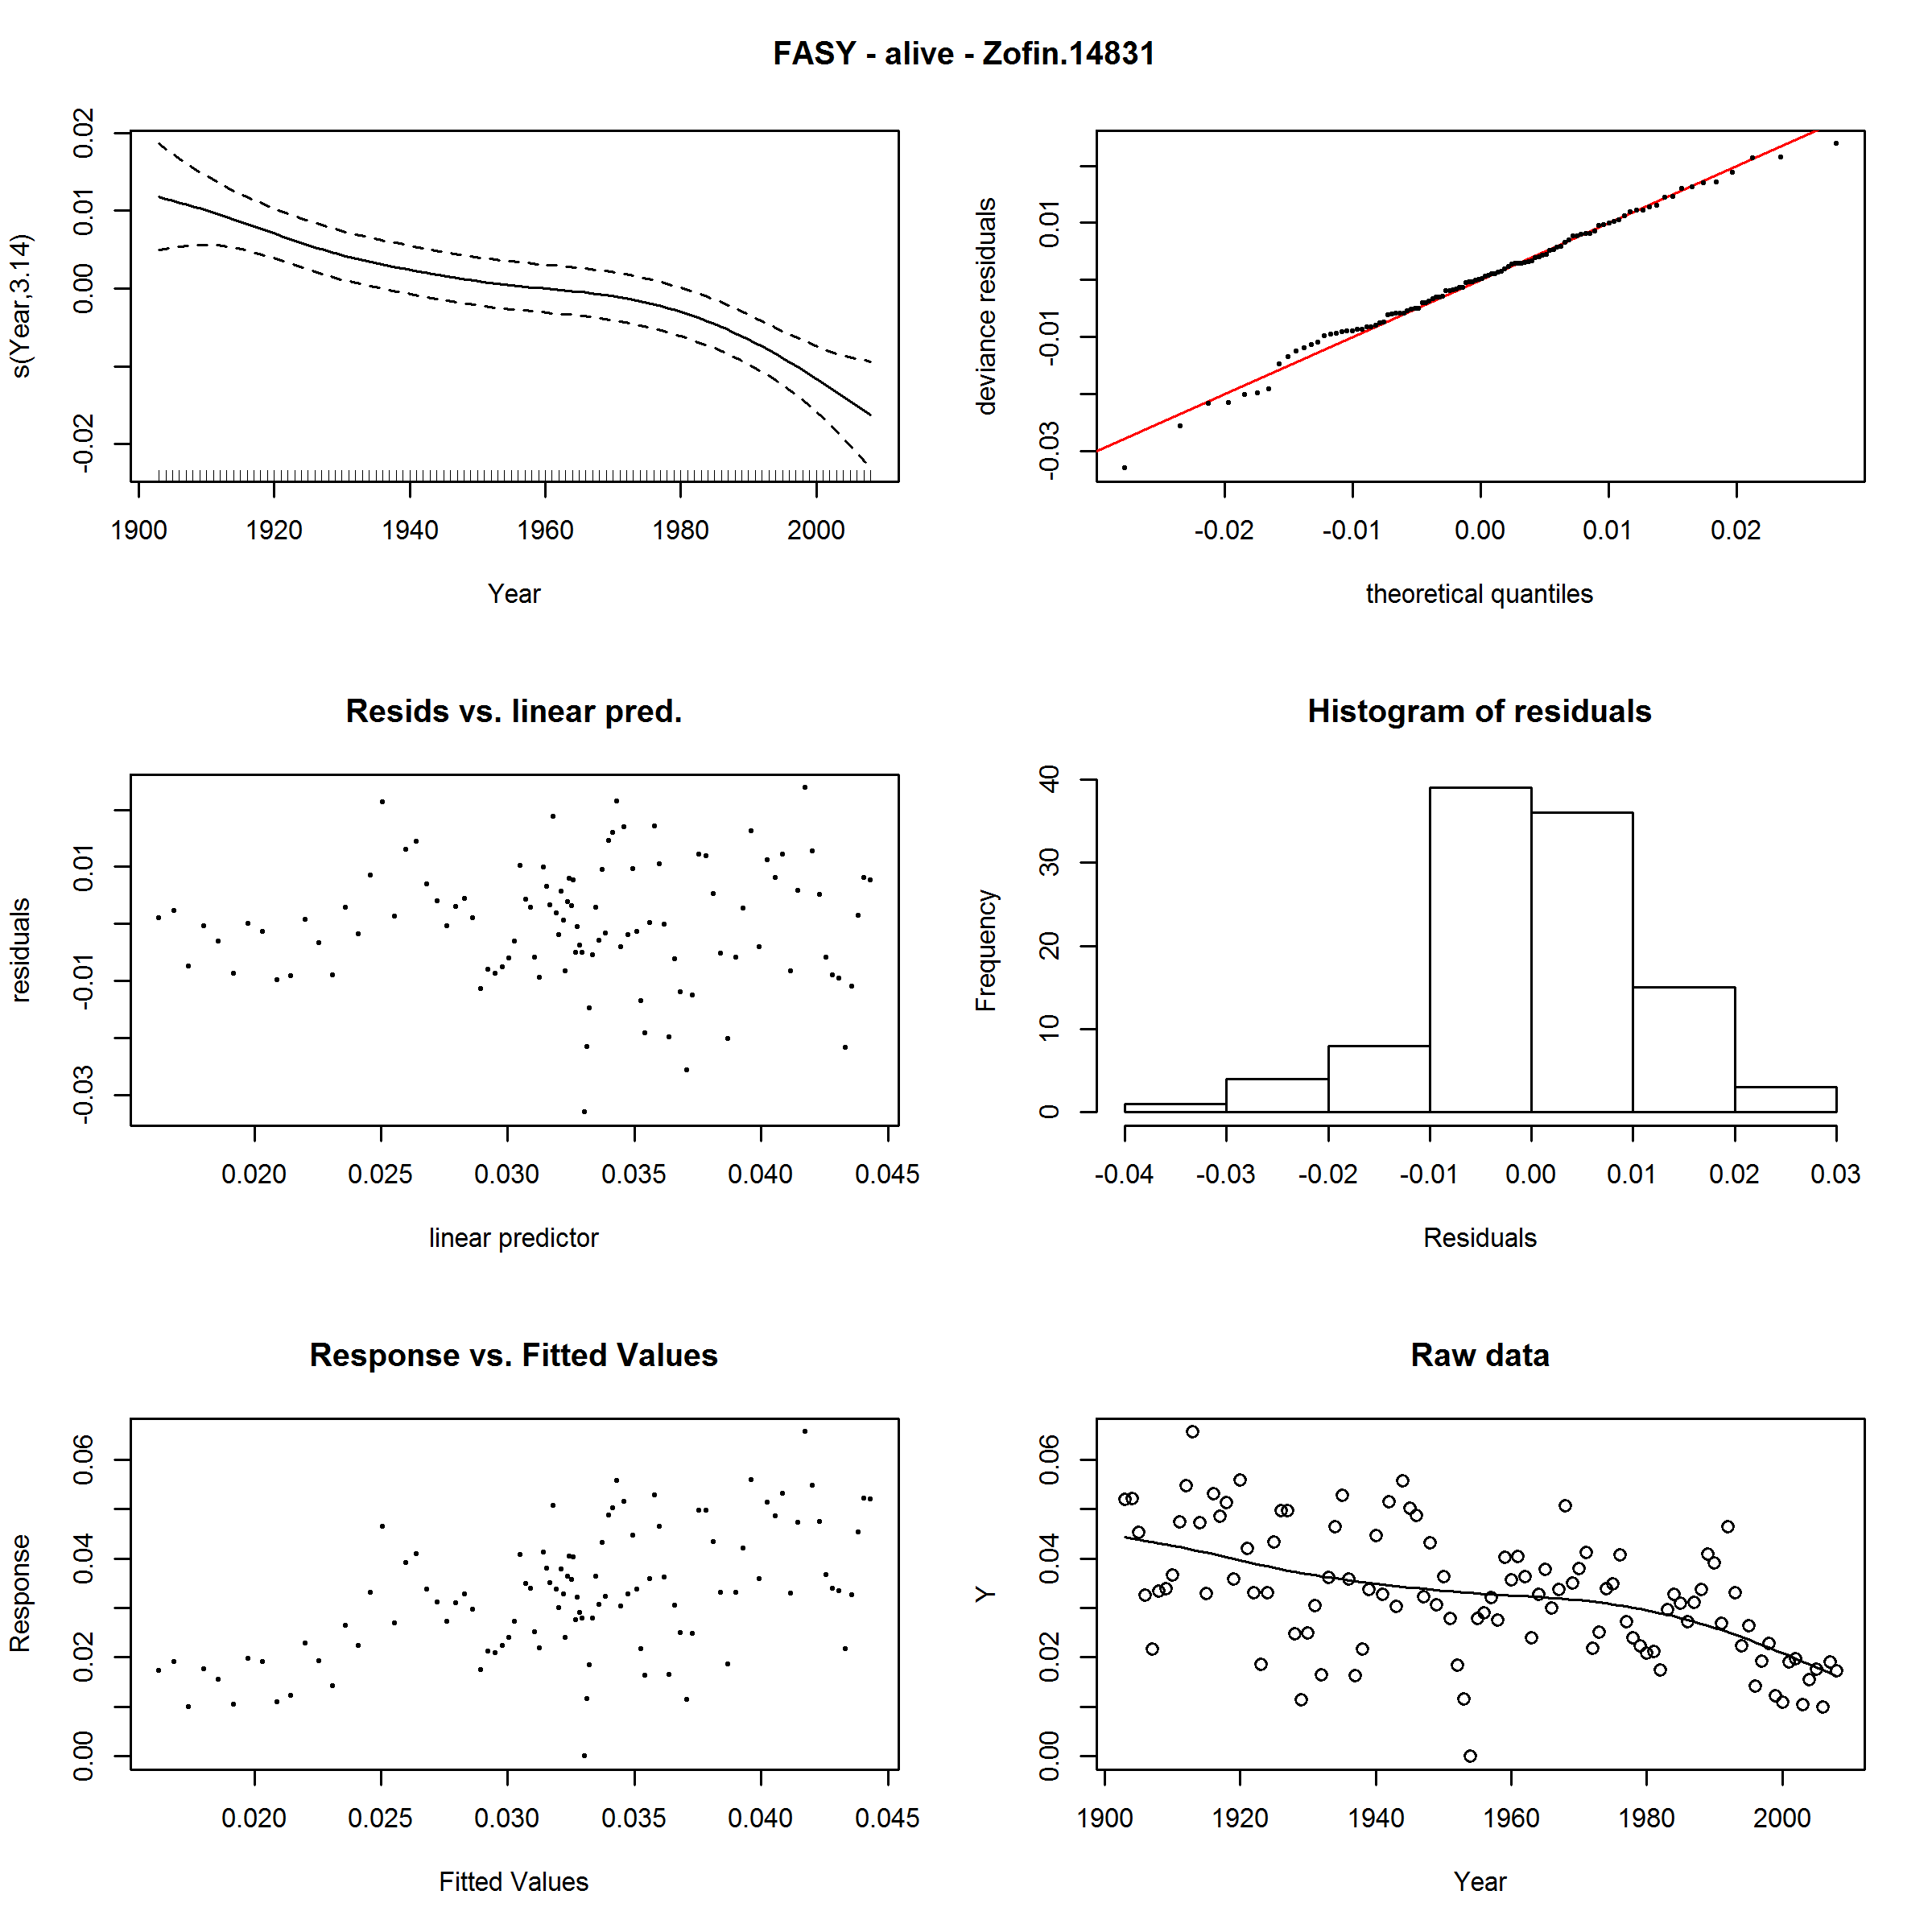 FASY - alive - Zofin.14831
s(Year,3.14)
0.02
0.01
0.00
-0.02
1900 1920 1940 1960 1980 2000
Year
deviance residuals
0.01
-0.01
-0.03
-0.02 -0.01 0.00 0.01 0.02
theoretical quantiles
Resids vs. linear pred.
residuals
0.01
-0.01
-0.03
0.020 0.025 0.030 0.035 0.040 0.045
linear predictor
Histogram of residuals
Frequency
40
30
20
10
0
-0.04 -0.03 -0.02 -0.01 0.00 0.01 0.02 0.03
Residuals
Response vs. Fitted Values
Response
0.06
0.04
0.02
0.00
0.020 0.025 0.030 0.035 0.040 0.045
Fitted Values
Raw data
Y
0.06
0.04
0.02
0.00
1900 1920 1940 1960 1980 2000
Year